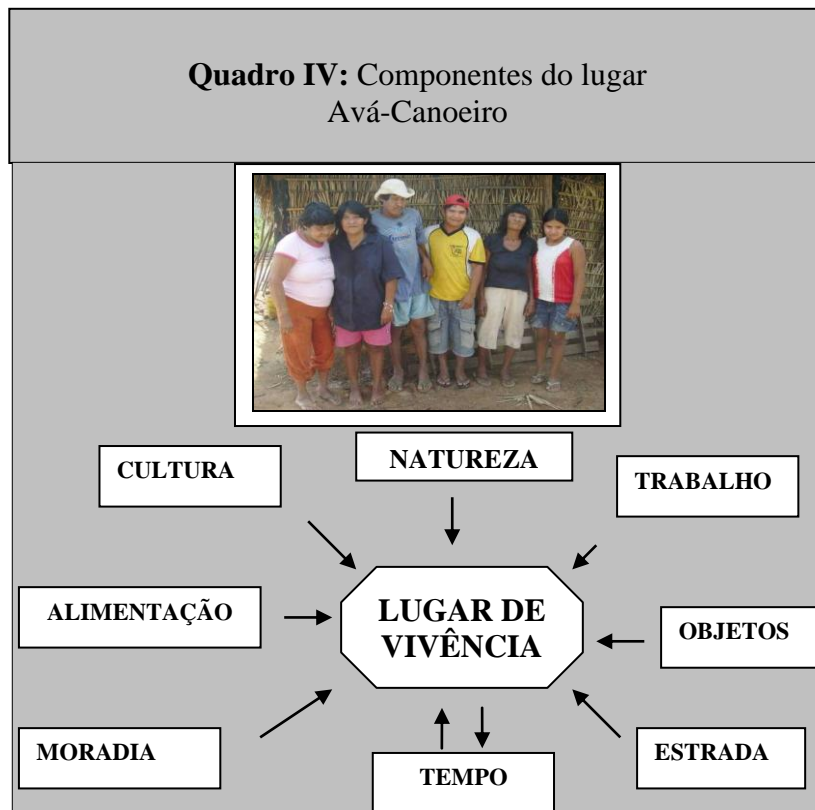 Quadro IV: Componentes do lugar
Avá-Canoeiro
NATUREZA
CULTURA
TRABALHO
ALIMENTAÇÃO
LUGAR DE
VIVÊNCIA
OBJETOS
MORADIA
TEMPO
ESTRADA